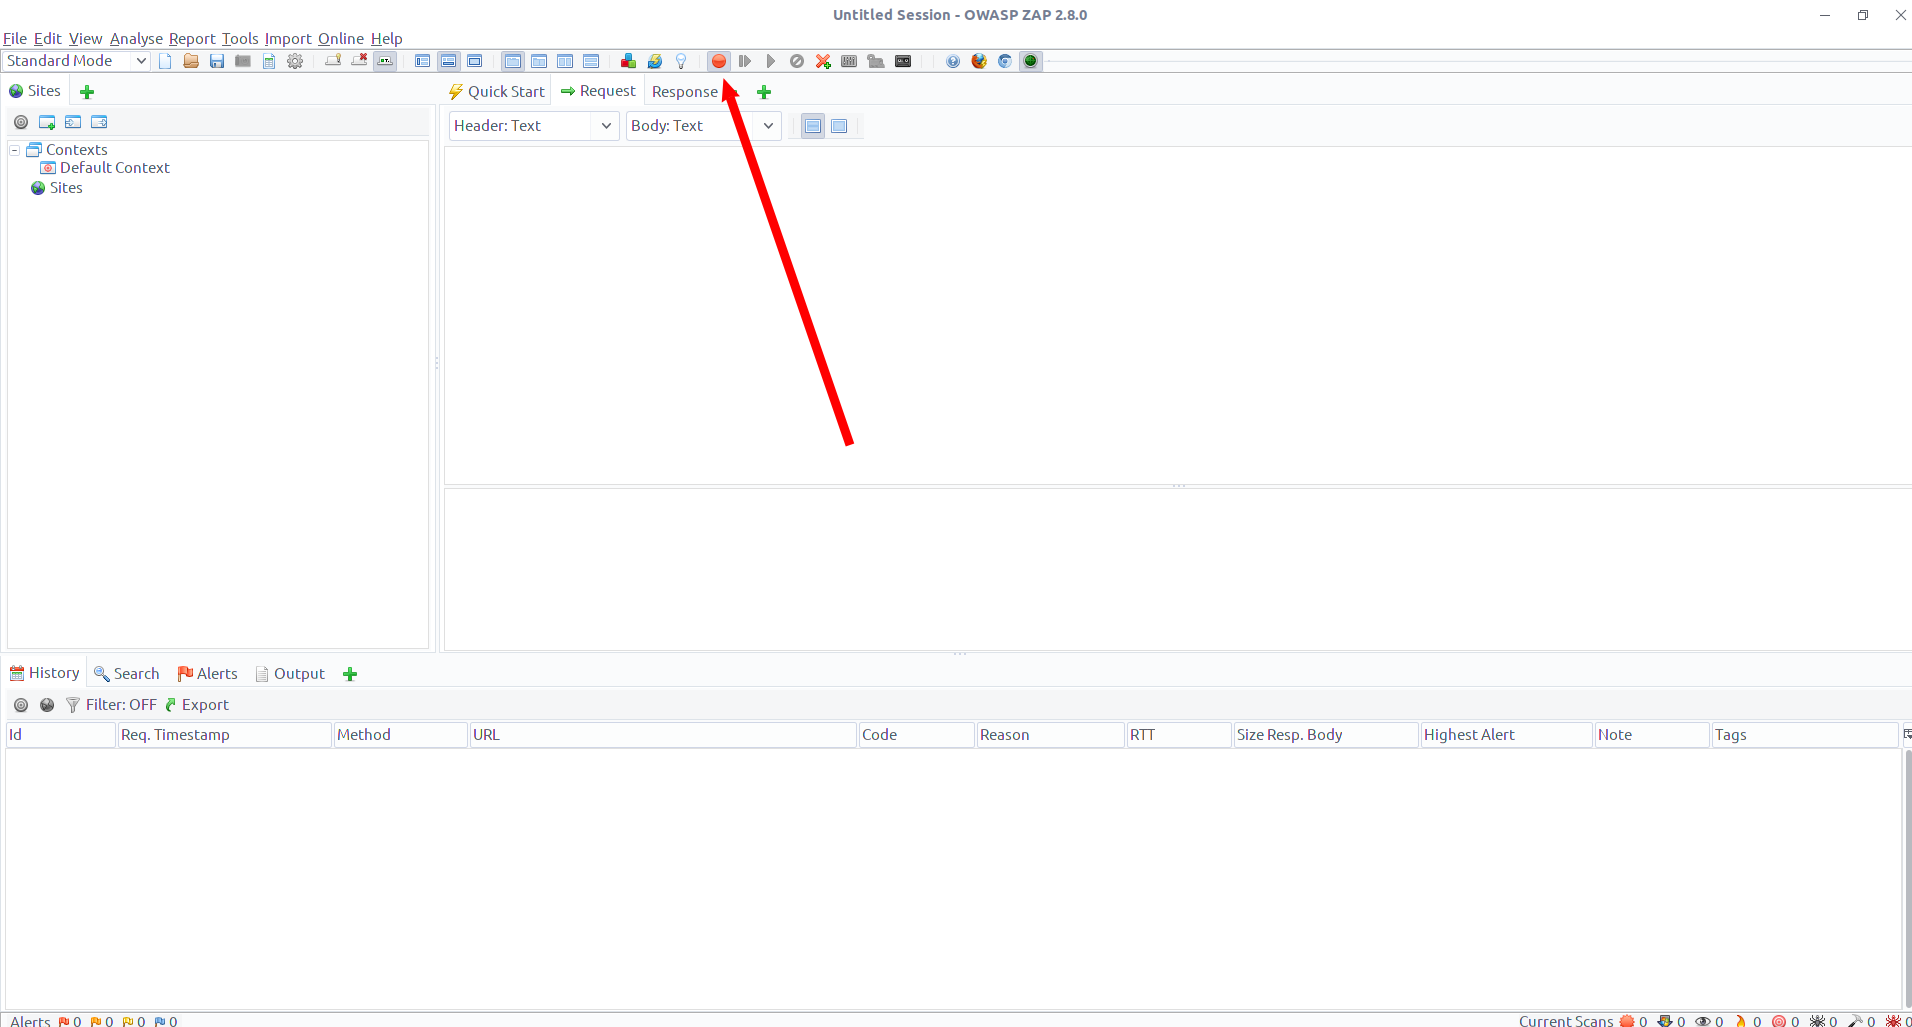 Untitled Session - OWASP ZAP 2.8.0
File Edit View Analyse Report Tools Import Online Help
Standard Mode
Sites
Quick Start Request Response
Header: Text Body: Text
Contexts
Default Context
Sites
History Search Alerts Output
Filter: OFF Export
Id Req. Timestamp Method URL Code Reason RTT Size Resp. Body Highest Alert Note Tags
Alerts 0 0 0 0 Current Scans 0 0 0 0 0 0 0 0